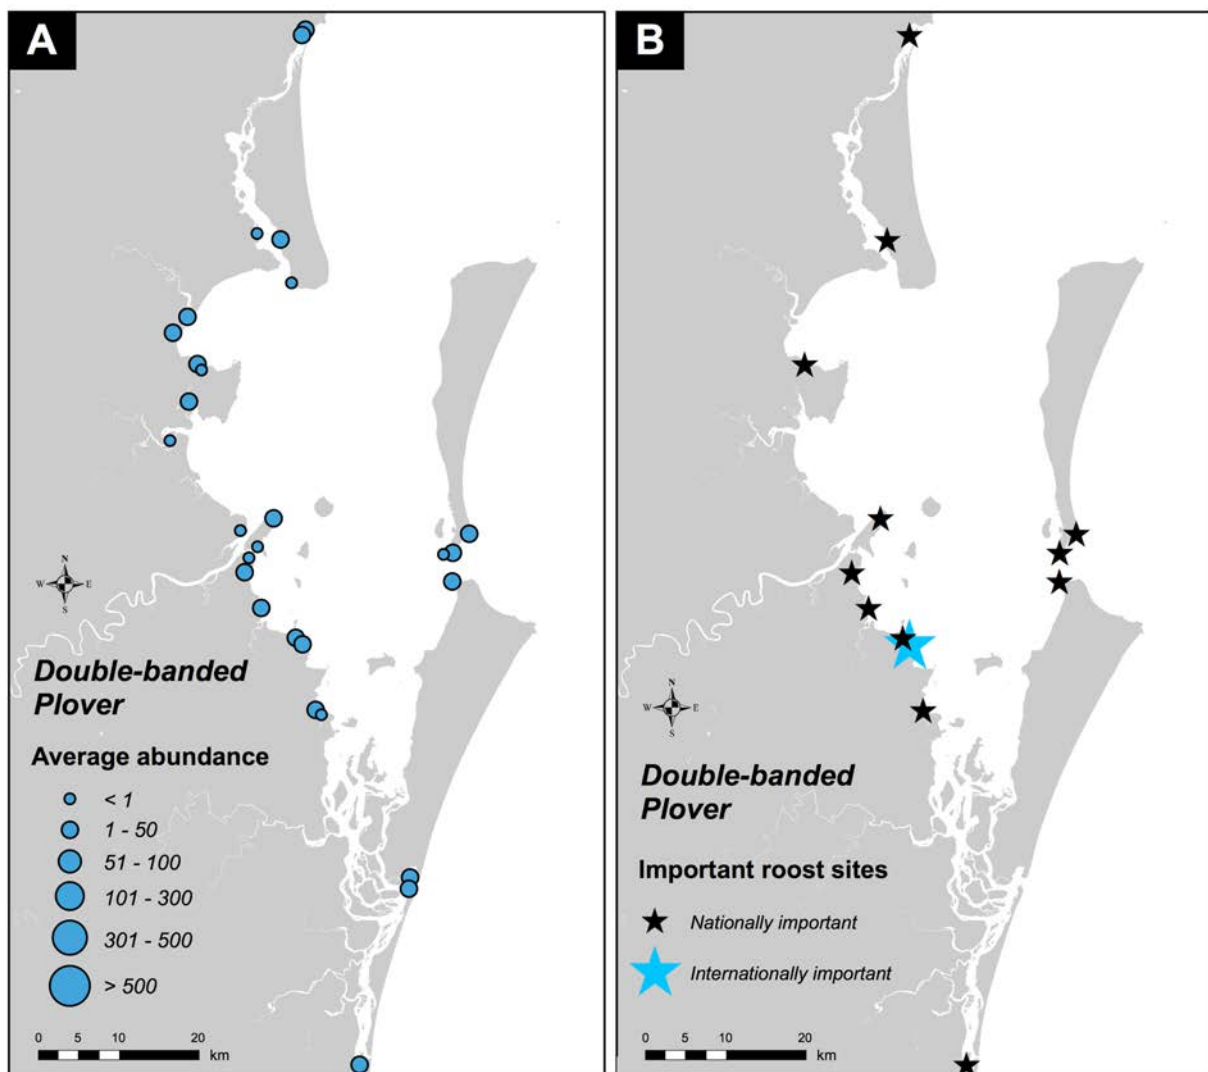 A
N
W E
S
Double-banded
Plover
Average abundance
< 1
1 - 50
51 - 100
101 - 300
301 - 500
> 500
0 5 10 20
km
B
N
W E
S
Double-banded
Plover
Important roost sites
Nationally important
Internationally important
0 5 10 20
km